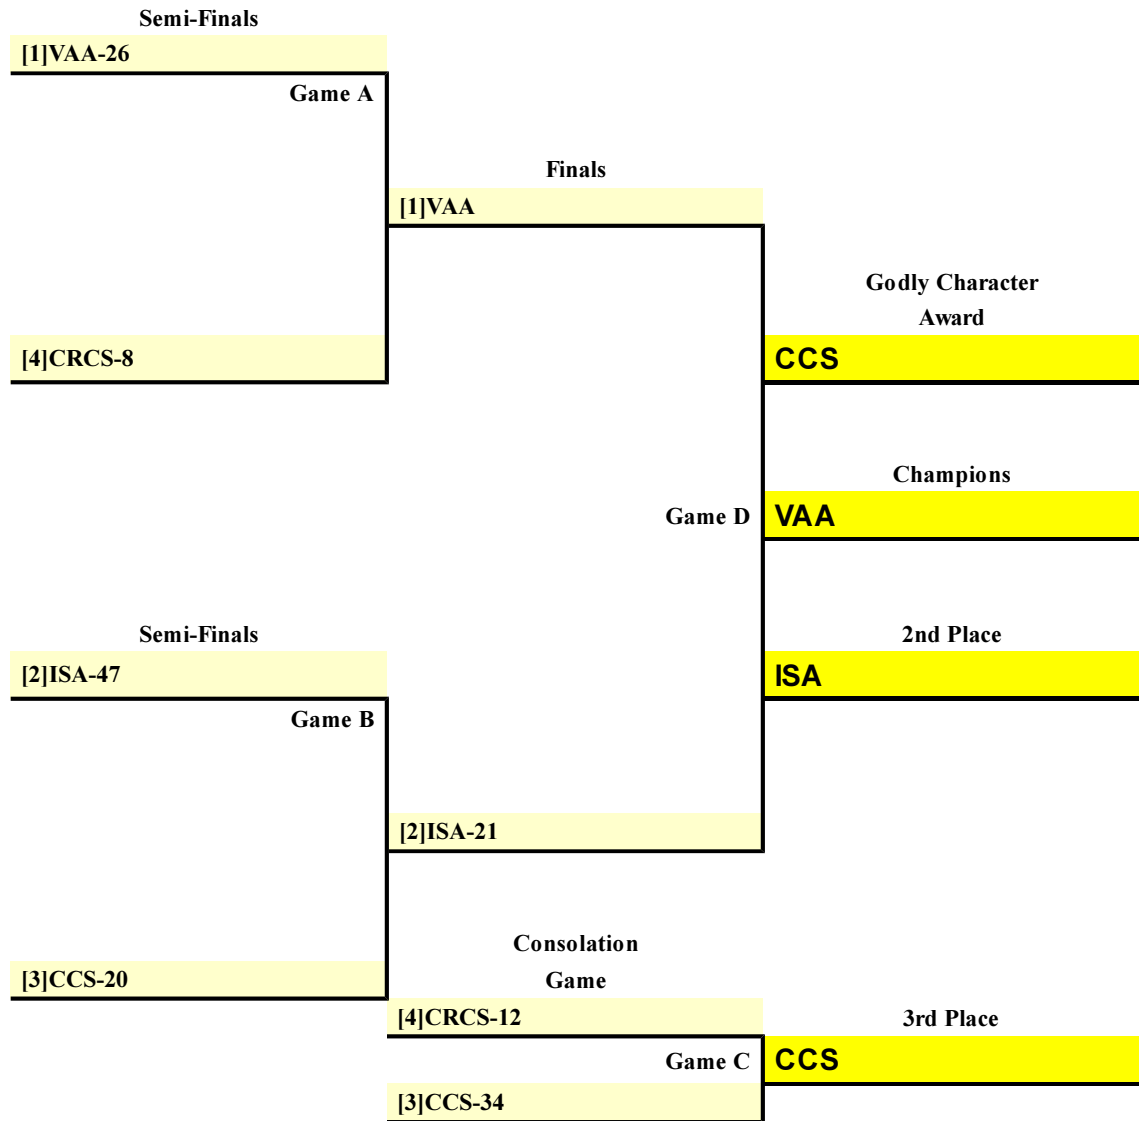 Semi-Finals
[1]VAA-26
Game A
Finals
[1]VAA
Godly Character
Award
[4]CRCS-8
CCS
Champions
Game D
VAA
Semi-Finals
2nd Place
[2]ISA-47
ISA
Game B
[2]ISA-21
Consolation
Game
[3]CCS-20
[4]CRCS-12
3rd Place
Game C
CCS
[3]CCS-34